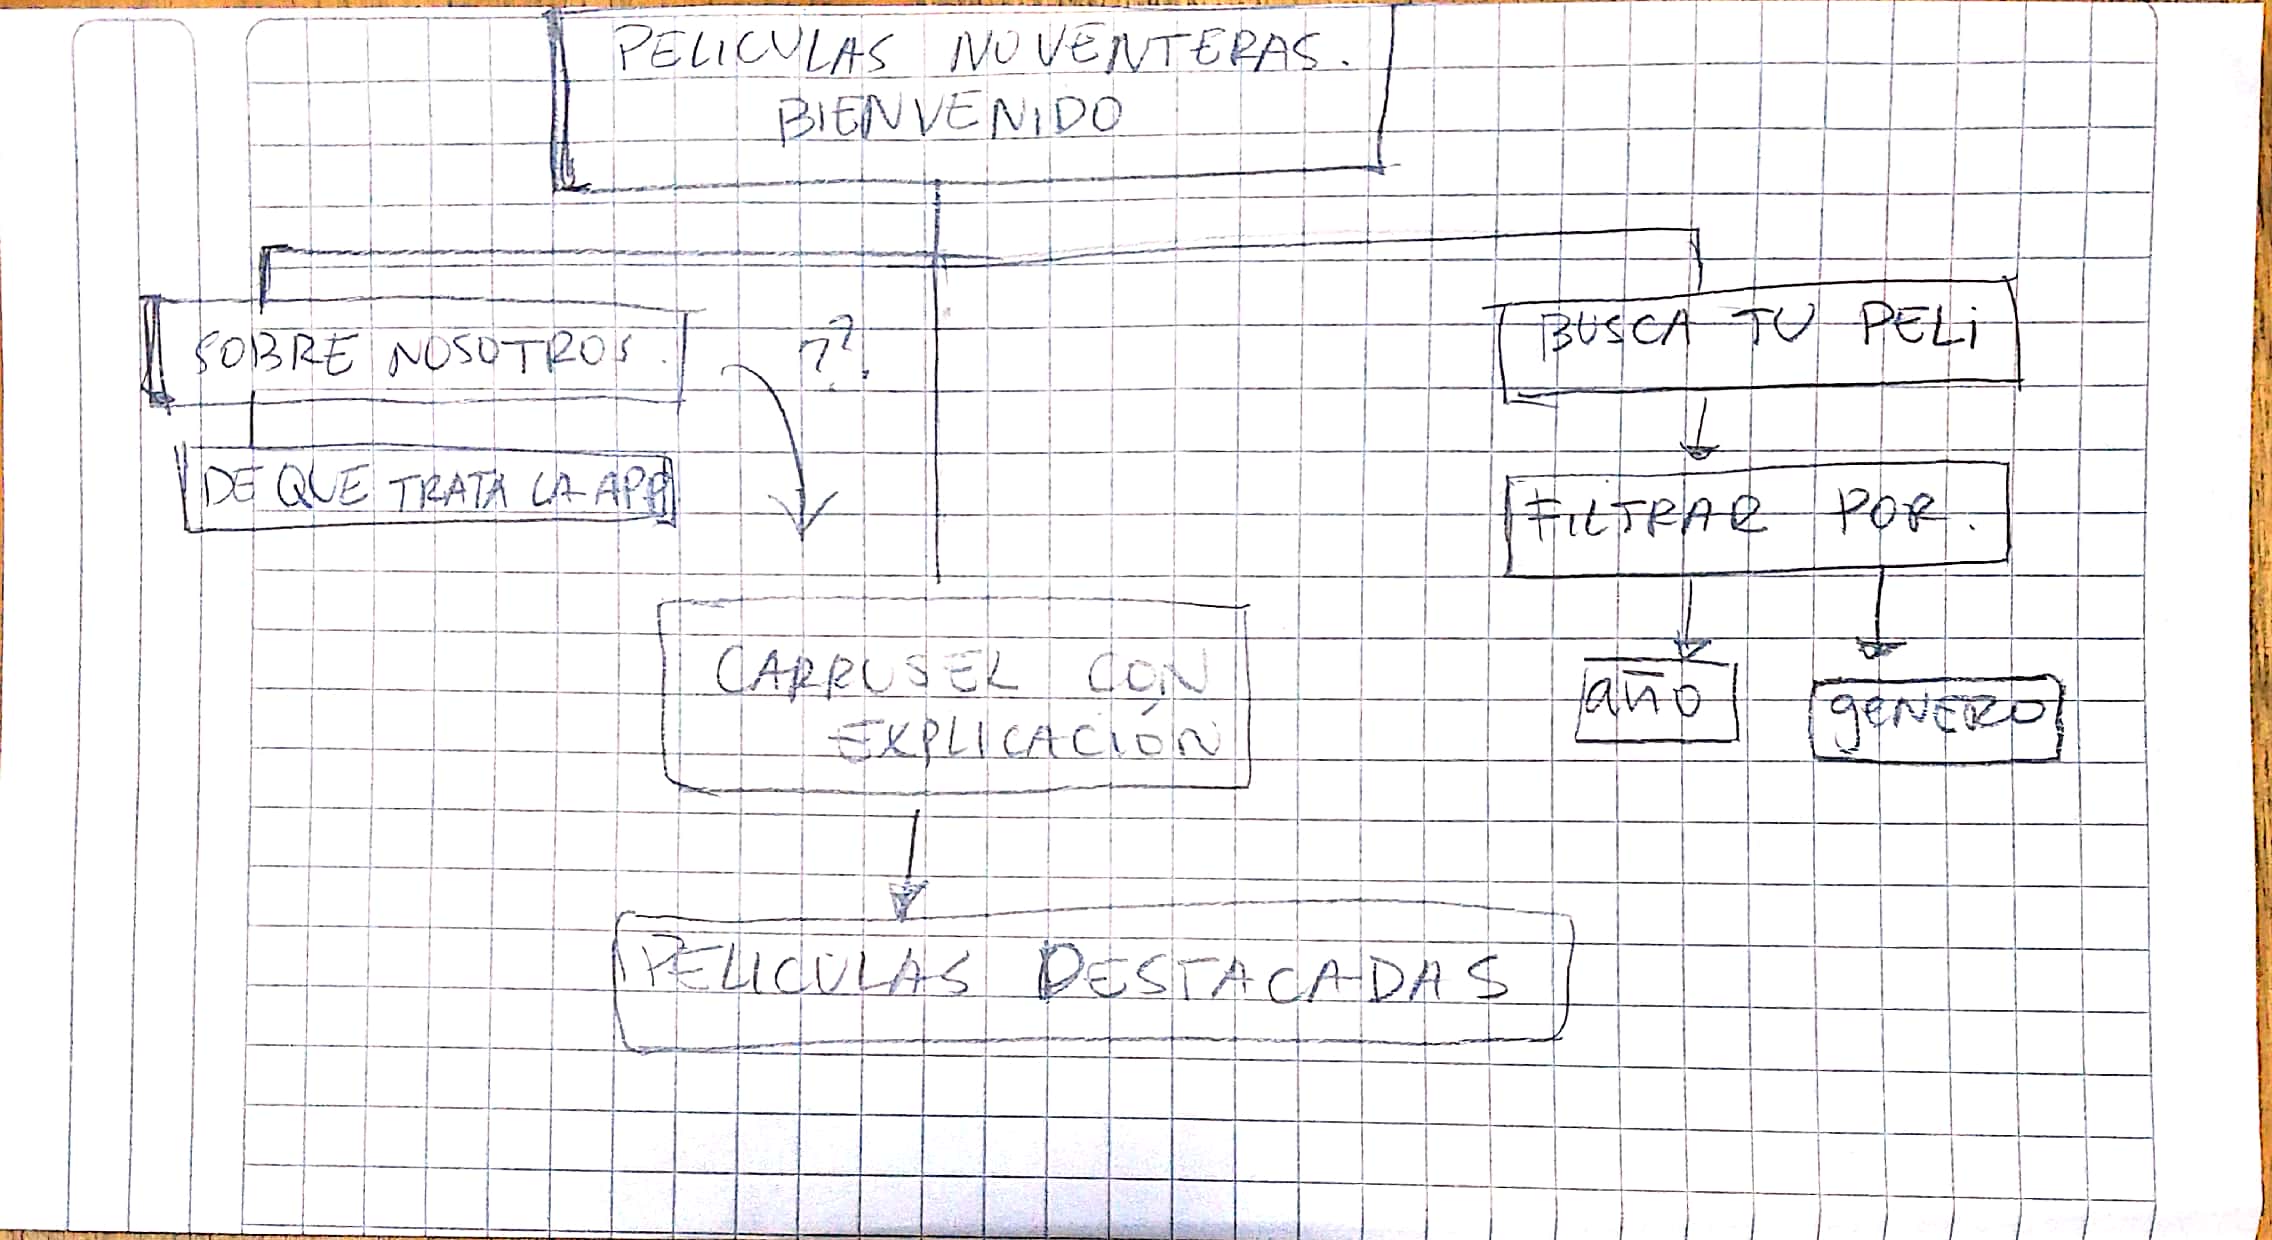 PELICULAS NOVENTERAS.
BIENVENIDO
SOBRE NOSOTROS.
??
BUSCA TU PELi
DE QUE TRATA LA APP
FILTRAR POR.
CARRUSEL CON
EXPLICACIÓN
año
gENERO
PELICULAS DESTACADAS